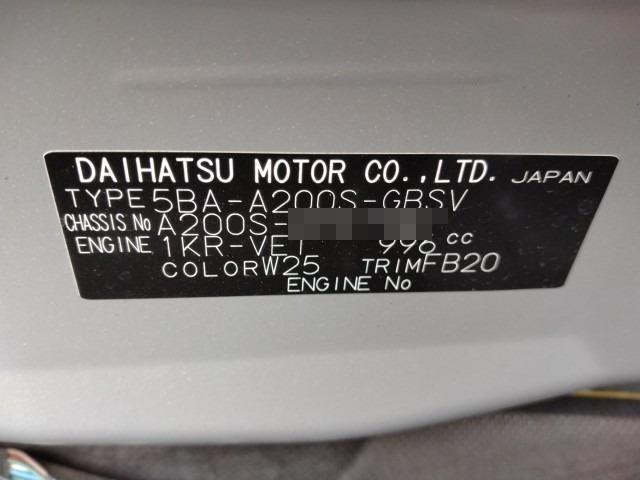 DAIHATSU MOTOR CO.,LTD. JAPAN
TYPE 5BA-A200S-GBSV
CHASSIS No A200S-
ENGINE 1KR-VET 996 cc
COLOR W25 TRIM FB20
ENGINE No